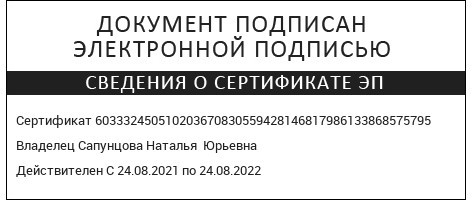 ДОКУМЕНТ ПОДПИСАН
ЭЛЕКТРОННОЙ ПОДПИСЬЮ
СВЕДЕНИЯ О СЕРТИФИКАТЕ ЭП
Сертификат 603332450510203670830559428146817986133868575795
Владелец Сапунцова Наталья Юрьевна
Действителен С 24.08.2021 по 24.08.2022